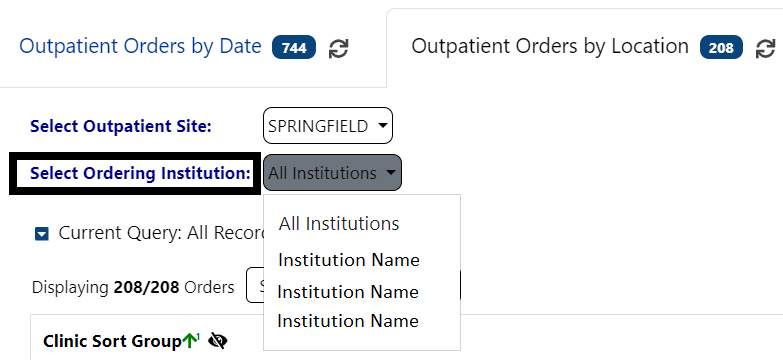 Outpatient Orders by Date 744
Outpatient Orders by Location 208
Select Outpatient Site: SPRINGFIELD
Select Ordering Institution: All Institutions
All Institutions
Current Query: All Recor
Institution Name
Displaying 208/208 Orders
Institution Name
Institution Name
Clinic Sort Group 1